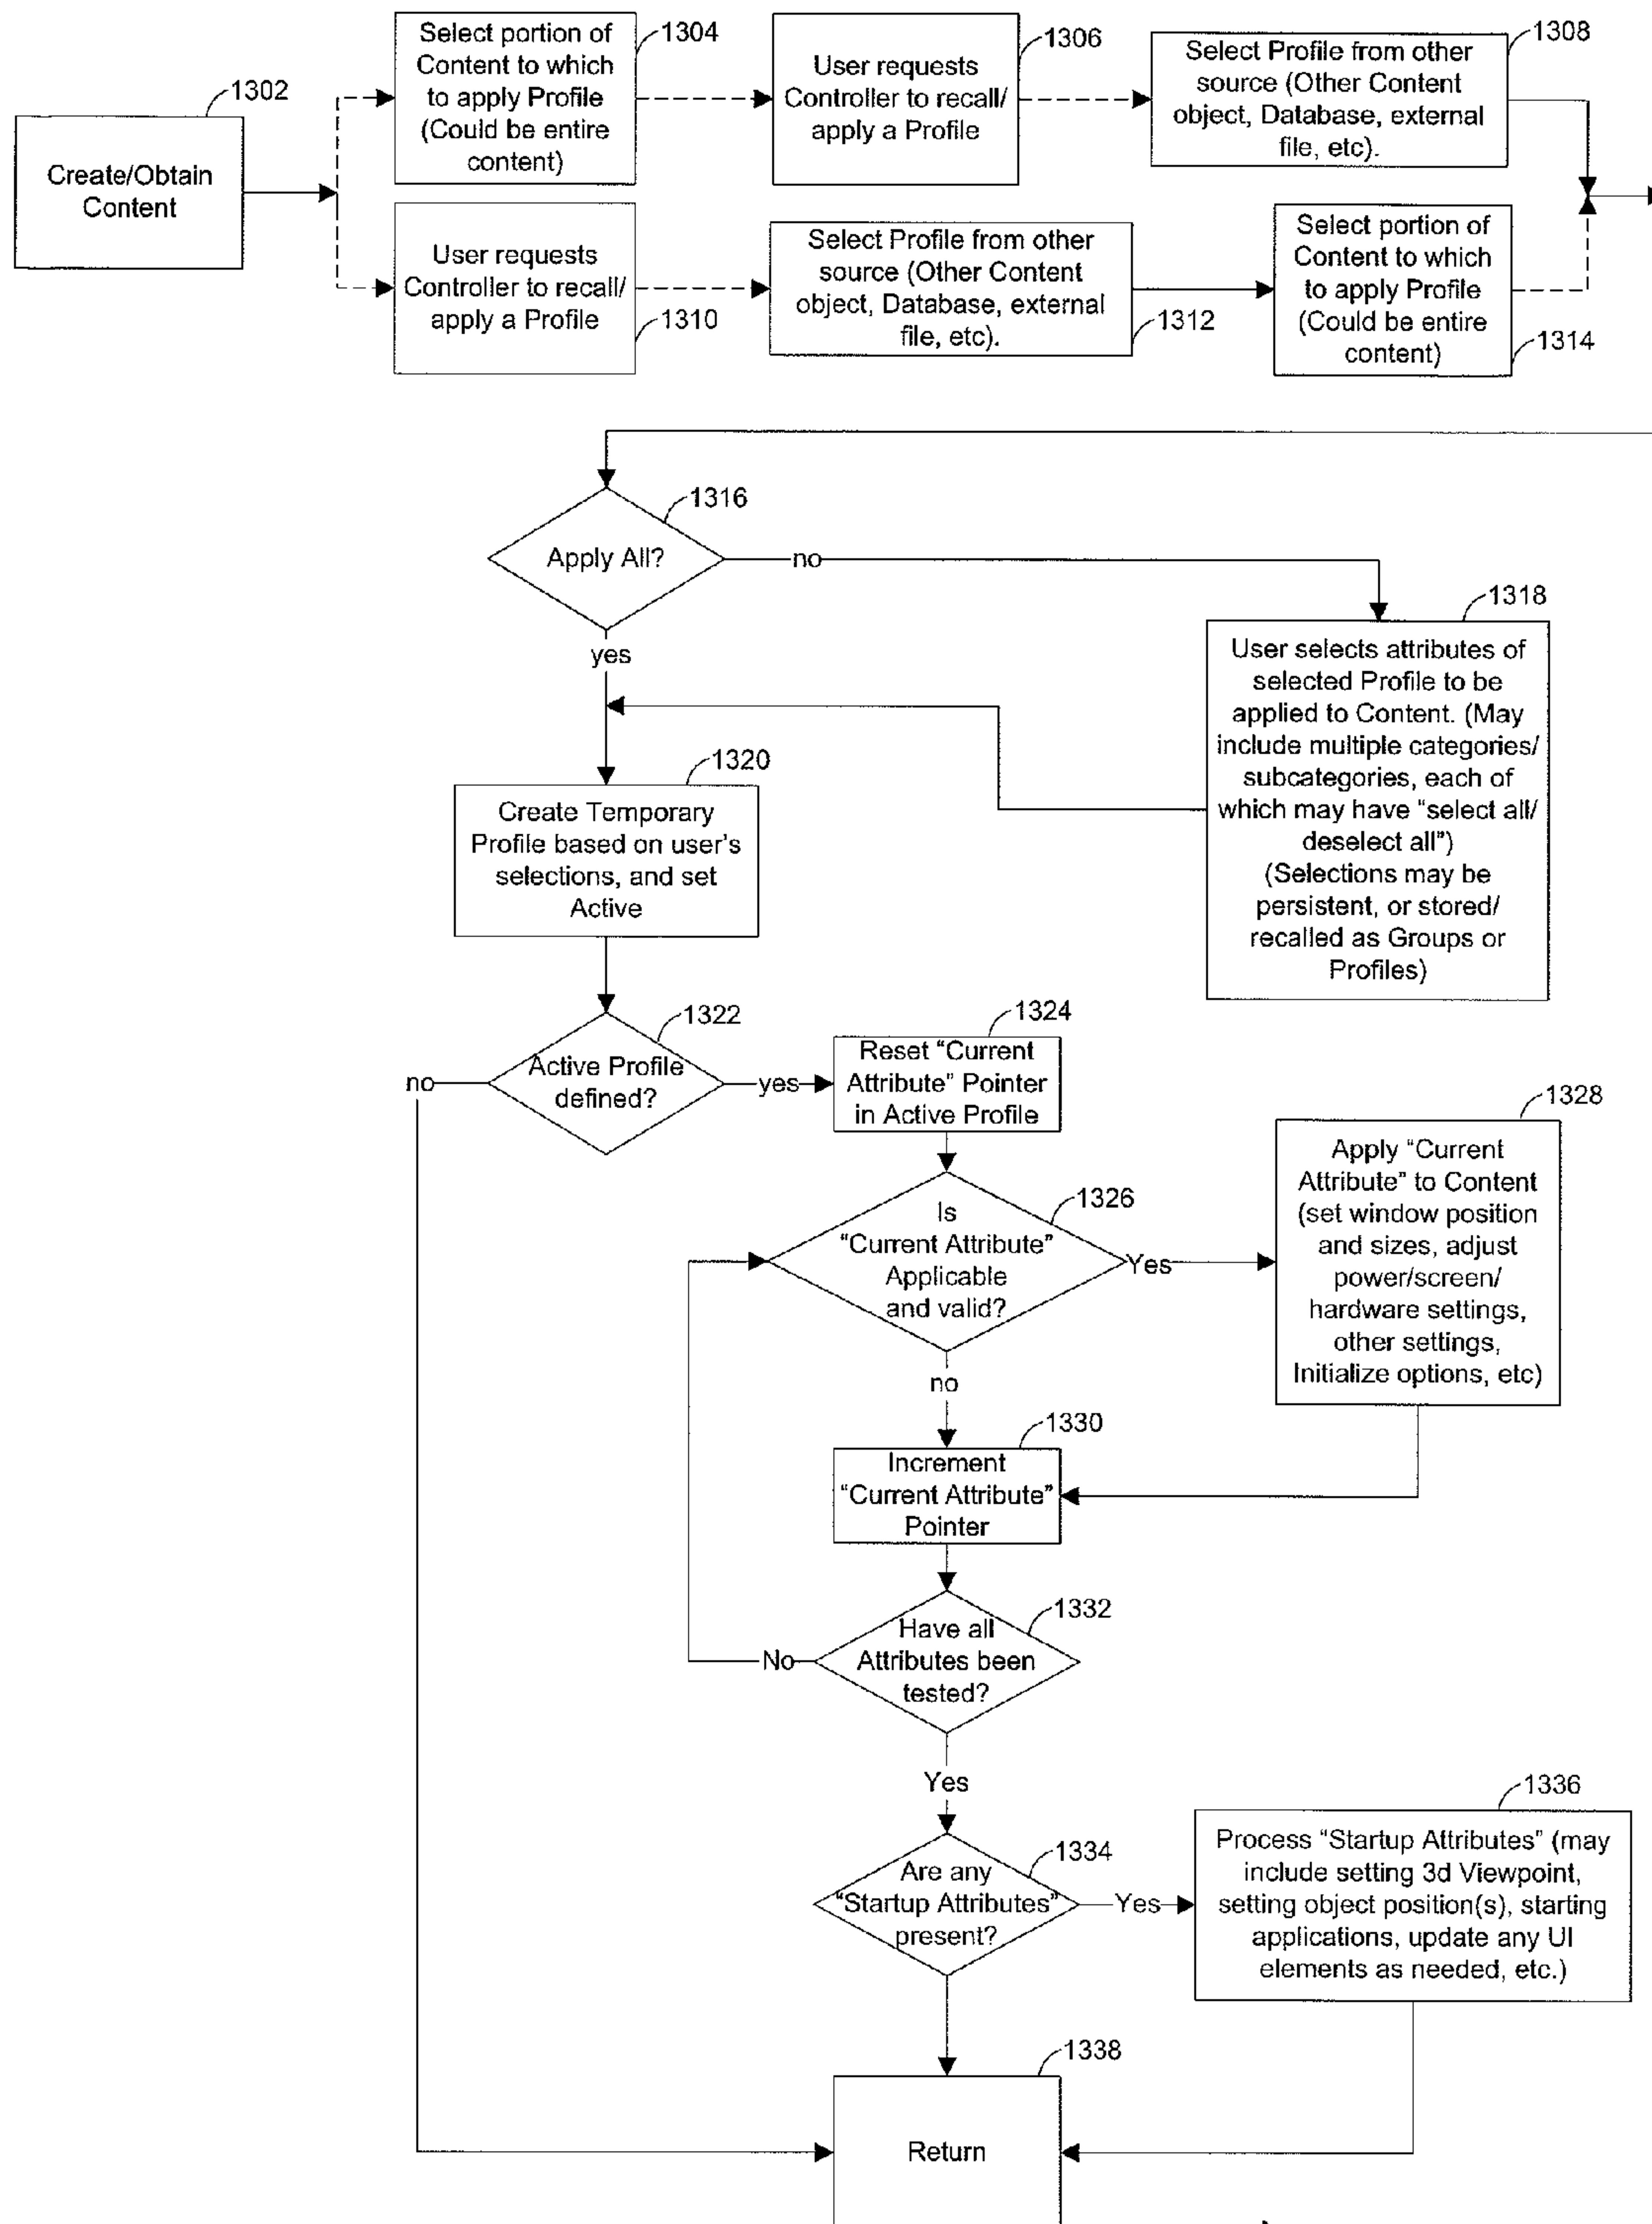 1302
Create/Obtain
Content
1304
Select portion of
Content to which
to apply Profile
(Could be entire
content)
1306
User requests
Controller to recall/
apply a Profile
1308
Select Profile from other
source (Other Content
object, Database, external
file, etc).
User requests
Controller to recall/
apply a Profile
1310
Select Profile from other
source (Other Content
object, Database, external
file, etc).
1312
Select portion of
Content to which
to apply Profile
(Could be entire
content)
1314
1316
Apply All?
no
yes
1318
User selects attributes of
selected Profile to be
applied to Content. (May
include multiple categories/
subcategories, each of
which may have “select all/
deselect all”)
(Selections may be
persistent, or stored/
recalled as Groups or
Profiles)
1320
Create Temporary
Profile based on user’s
selections, and set
Active
1322
Active Profile
defined?
no
yes
1324
Reset “Current
Attribute” Pointer
in Active Profile
1326
Is
“Current Attribute”
Applicable
and valid?
Yes
no
1328
Apply “Current
Attribute” to Content
(set window position
and sizes, adjust
power/screen/
hardware settings,
other settings,
Initialize options, etc)
1330
Increment
“Current Attribute”
Pointer
1332
Have all
Attributes been
tested?
No
Yes
1334
Are any
“Startup Attributes”
present?
Yes
1336
Process “Startup Attributes” (may
include setting 3d Viewpoint,
setting object position(s), starting
applications, update any UI
elements as needed, etc.)
1338
Return